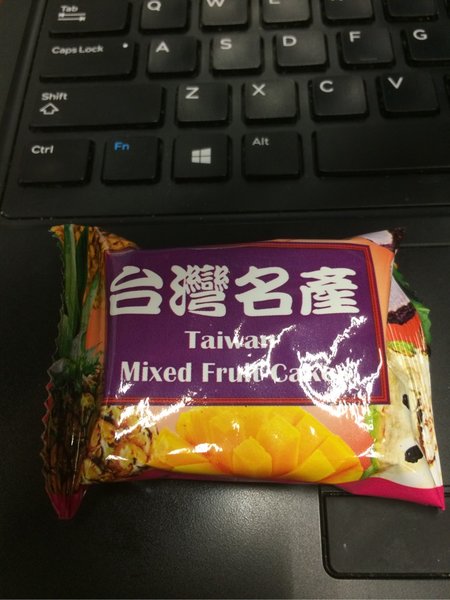 Tab
Q W E R T
Caps Lock A S D F G
Shift Z X C V
Ctrl Fn Alt
台灣名產
Taiwan
Mixed Fruit Cake